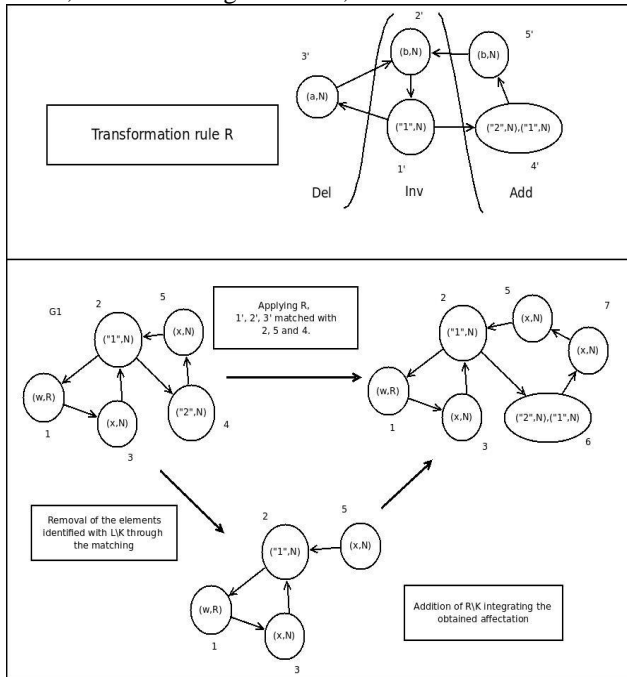 2'
5'
3'
(b,N)
(b,N)
(a,N)
Transformation rule R
("1",N)
("2",N),("1",N)
1'
4'
Del
Inv
Add
G1
2
5
Applying R,
1', 2', 3' matched with
2, 5 and 4.
2
5
7
("1",N)
(x,N)
("1",N)
(x,N)
(x,N)
(w,R)
("2",N)
(w,R)
(x,N)
(x,N)
("2",N),("1",N)
1
4
1
6
3
3
Removal of the elements
identified with L\K through
the matching
2
5
("1",N)
(x,N)
(w,R)
(x,N)
1
3
Addition of R\K integrating the
obtained affectation